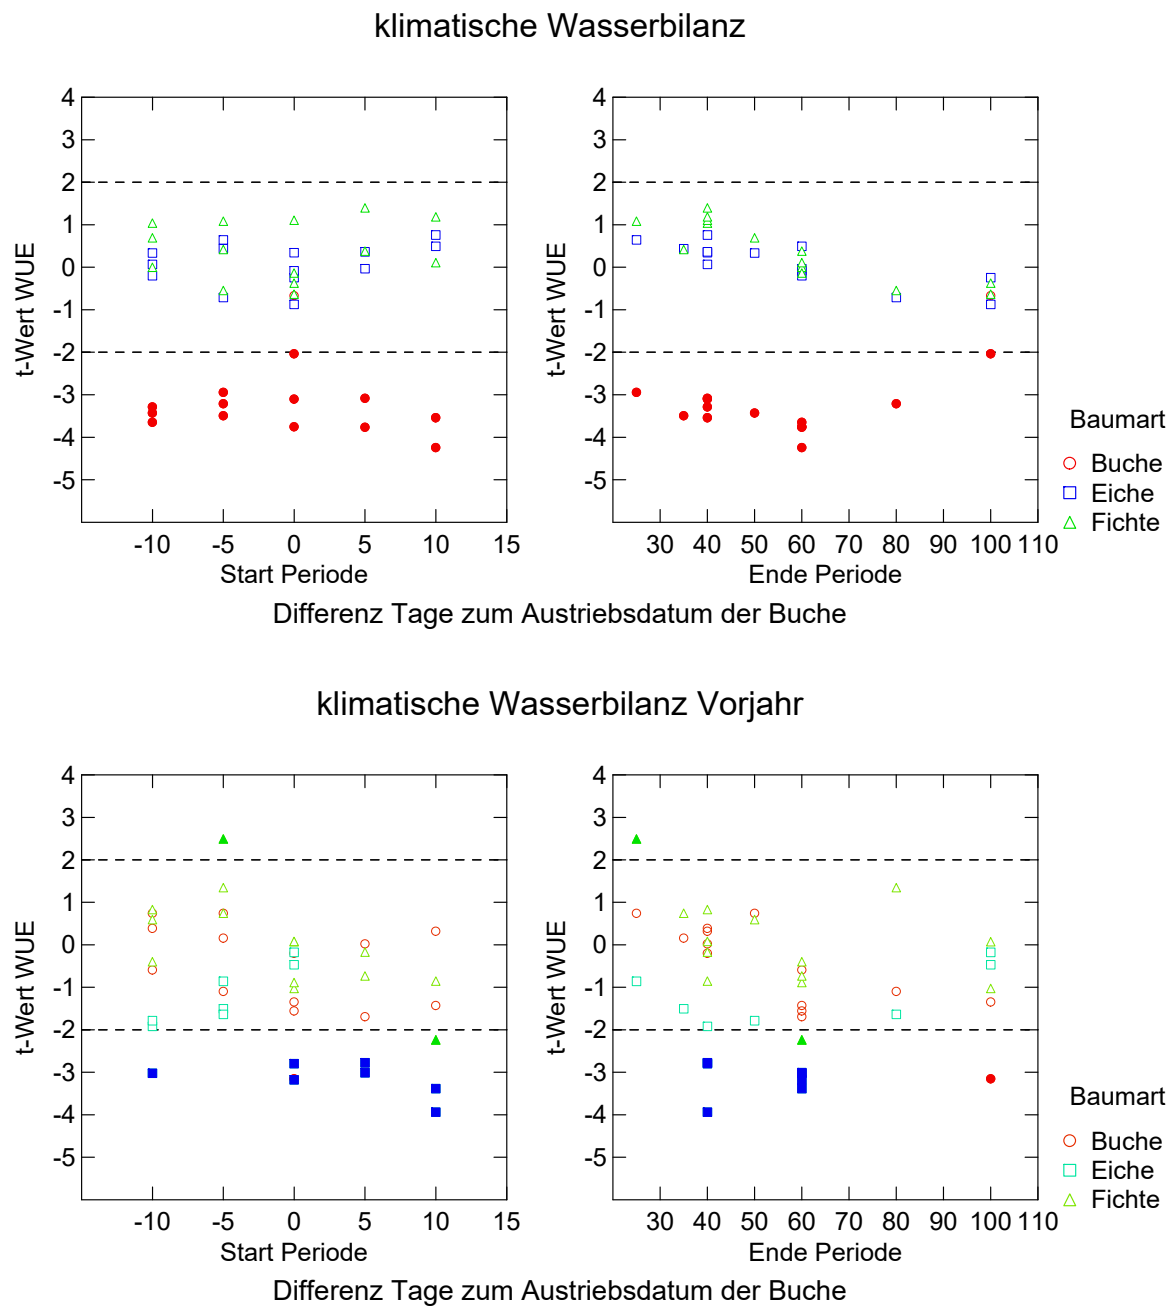 klimatische Wasserbilanz
4
3
2
1
0
-1
-2
-3
-4
-5
t-Wert WUE
-10 -5 0 5 10 15
Start Periode
4
3
2
1
0
-1
-2
-3
-4
-5
t-Wert WUE
30 40 50 60 70 80 90 100 110
Ende Periode
Baumart
Buche
Eiche
Fichte
Differenz Tage zum Austriebsdatum der Buche
klimatische Wasserbilanz Vorjahr
4
3
2
1
0
-1
-2
-3
-4
-5
t-Wert WUE
-10 -5 0 5 10 15
Start Periode
4
3
2
1
0
-1
-2
-3
-4
-5
t-Wert WUE
30 40 50 60 70 80 90 100 110
Ende Periode
Baumart
Buche
Eiche
Fichte
Differenz Tage zum Austriebsdatum der Buche